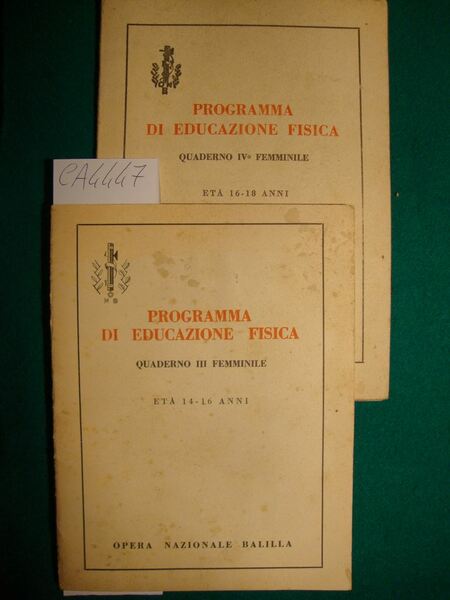 PROGRAMMA
DI EDUCAZIONE FISICA
QUADERNO IVº FEMMINILE
ETÀ 16-18 ANNI
CA4447
PROGRAMMA
DI EDUCAZIONE FISICA
QUADERNO III FEMMINILE
ETÀ 14-16 ANNI
OPERA NAZIONALE BALILLA